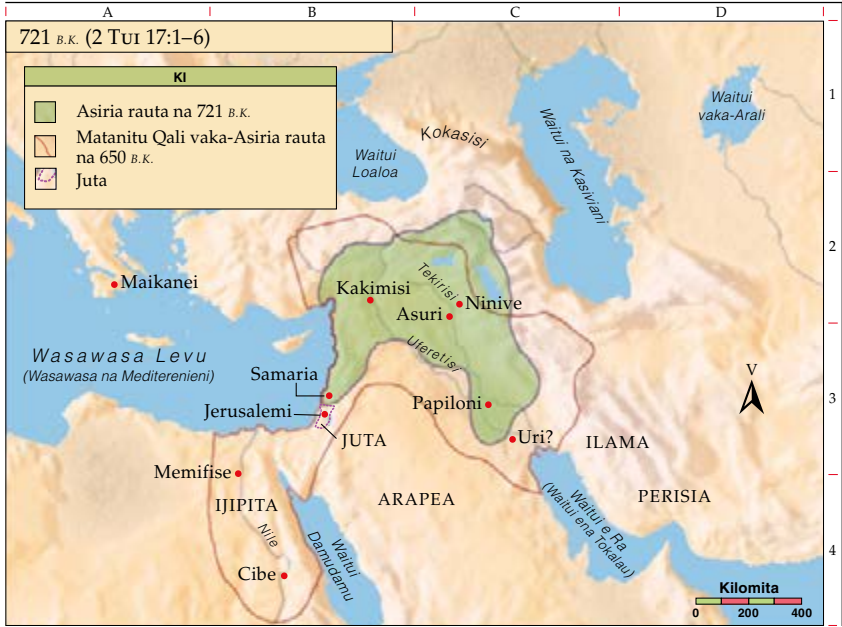 A B C D
721 B.K. (2 TUI 17:1–6)
KI
Asiria rauta na 721 B.K.
Matanitu Qali vaka-Asiria rauta
na 650 B.K.
Juta
1
2
3
4
Kokasisi
Waitui
Loaloa
Waitui na Kasiviani
Waitui
vaka-Arali
Maikanei
Kakimisi
Tekirisi
Ninive
Asuri
Uferetisi
Wasawasa Levu
(Wasawasa na Mediterenieni)
Samaria
Jerusalemi
JUTA
Papiloni
Uri?
ILAMA
V
Memifise
IJIPITA
Nile
ARAPEA
PERISIA
Waitui
Damudamu
Waitui e Ra
(Waitui ena Tokalau)
Cibe
Kilomita
0 200 400